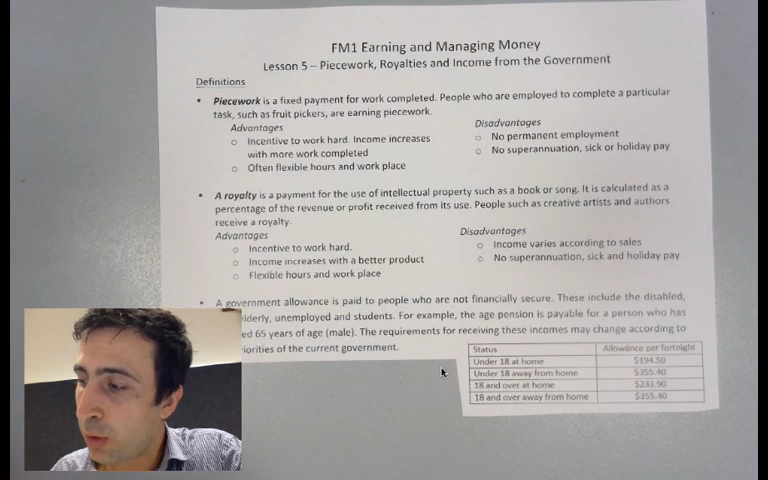 FM1 Earning and Managing Money
Lesson 5 – Piecework, Royalties and Income from the Government
Definitions
• Piecework is a fixed payment for work completed. People who are employed to complete a particular
task, such as fruit pickers, are earning piecework.
Advantages
o Incentive to work hard. Income increases
with more work completed
o Often flexible hours and work place
Disadvantages
o No permanent employment
o No superannuation, sick or holiday pay
• A royalty is a payment for the use of intellectual property such as a book or song. It is calculated as a
percentage of the revenue or profit received from its use. People such as creative artists and authors
receive a royalty.
Advantages
o Incentive to work hard.
o Income increases with a better product
o Flexible hours and work place
Disadvantages
o Income varies according to sales
o No superannuation, sick and holiday pay
• A government allowance is paid to people who are not financially secure. These include the disabled,
elderly, unemployed and students. For example, the age pension is payable for a person who has
65 years of age (male). The requirements for receiving these incomes may change according to
of the current government.
Status Allowance per fortnight
Under 18 at home $194.50
Under 18 away from home $355.40
18 and over at home $233.90
18 and over away from home $355.40